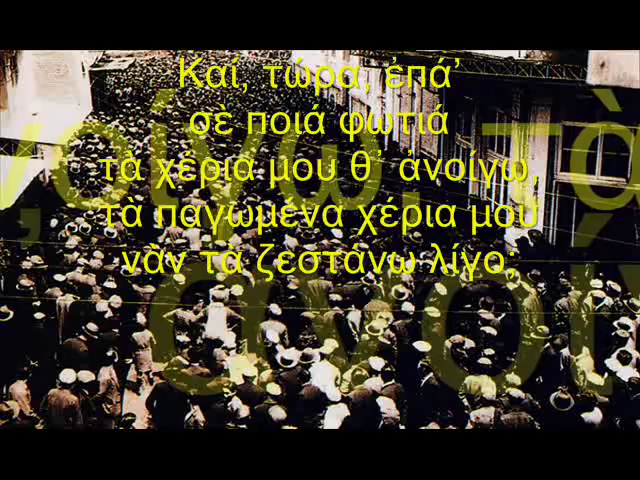 Καί, τώρα, ἐπά’
σὲ ποιά φωτιά
τὰ χέρια μου θ’ ἀνοίγω,
τὰ παγωμένα χέρια μου
νὰν τὰ ζεστάνω λίγο;